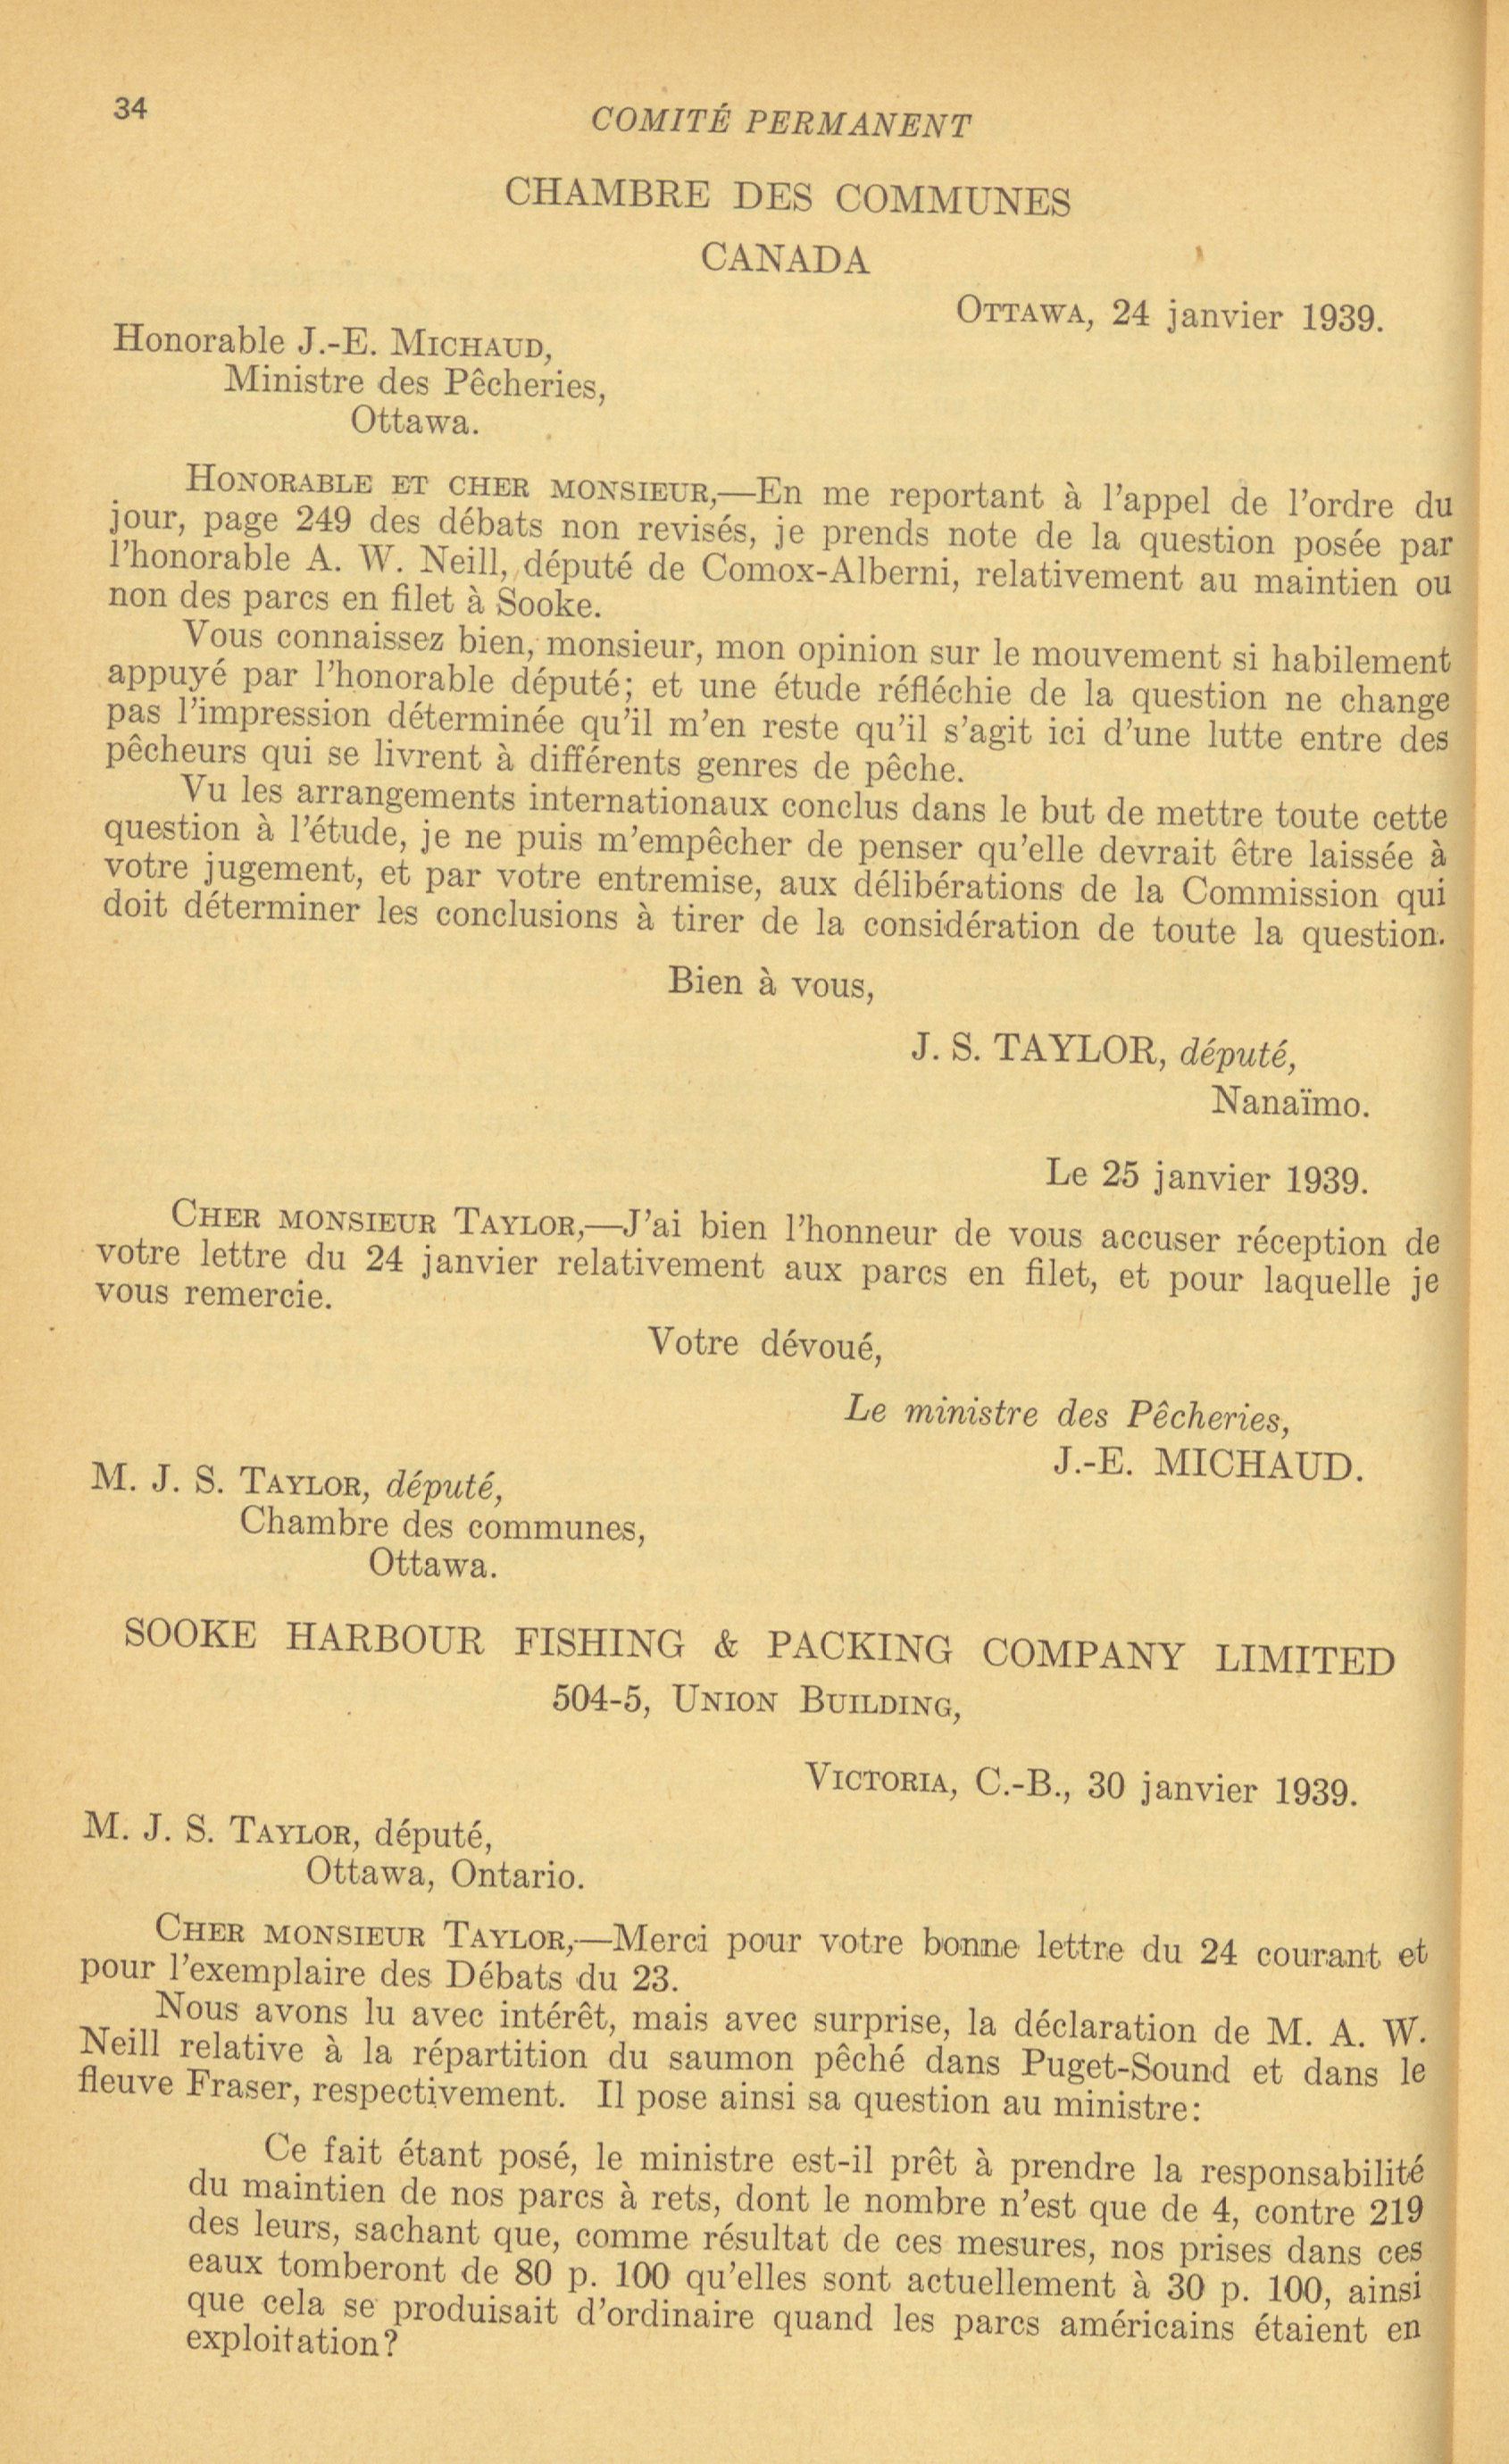 34
COMITÉ PERMANENT
CHAMBRE DES COMMUNES
CANADA
OTTAWA, 24 janvier 1939.
Honorable J.-E. MICHAUD,
Ministre des Pêcheries,
Ottawa.
HONORABLE ET CHER MONSIEUR,—En me reportant à l'appel de l'ordre du
jour, page 249 des débats non revisés, je prends note de la question posée par
l'honorable A. W. Neill, député de Comox-Alberni, relativement au maintien ou
non des parcs en filet à Sooke.
Vous connaissez bien, monsieur, mon opinion sur le mouvement si habilement
appuyé par l'honorable député; et une étude réfléchie de la question ne change
pas l'impression déterminée qu'il m'en reste qu'il s'agit ici d'une lutte entre des
pêcheurs qui se livrent à différents genres de pêche.
Vu les arrangements internationaux conclus dans le but de mettre toute cette
question à l'étude, je ne puis m'empêcher de penser qu'elle devrait être laissée à
votre jugement, et par votre entremise, aux délibérations de la Commission qui
doit déterminer les conclusions à tirer de la considération de toute la question.
Bien à vous,
J. S. TAYLOR, député,
Nanaïmo.
Le 25 janvier 1939.
CHER MONSIEUR TAYLOR,—J'ai bien l'honneur de vous accuser réception de
votre lettre du 24 janvier relativement aux parcs en filet, et pour laquelle je
vous remercie.
Votre dévoué,
Le ministre des Pêcheries,
J.-E. MICHAUD.
M. J. S. TAYLOR, député,
Chambre des communes,
Ottawa.
SOOKE HARBOUR FISHING & PACKING COMPANY LIMITED
504-5, UNION BUILDING,
VICTORIA, C.-B., 30 janvier 1939.
M. J. S. TAYLOR, député,
Ottawa, Ontario.
CHER MONSIEUR TAYLOR,—Merci pour votre bonne lettre du 24 courant et
pour l'exemplaire des Débats du 23.
Nous avons lu avec intérêt, mais avec surprise, la déclaration de M. A. W.
Neill relative à la répartition du saumon pêché dans Puget-Sound et dans le
fleuve Fraser, respectivement. Il pose ainsi sa question au ministre:
Ce fait étant posé, le ministre est-il prêt à prendre la responsabilité
du maintien de nos parcs à rets, dont le nombre n'est que de 4, contre 219
des leurs, sachant que, comme résultat de ces mesures, nos prises dans ces
eaux tomberont de 80 p. 100 qu'elles sont actuellement à 30 p. 100, ainsi
que cela se produisait d'ordinaire quand les parcs américains étaient en
exploitation?